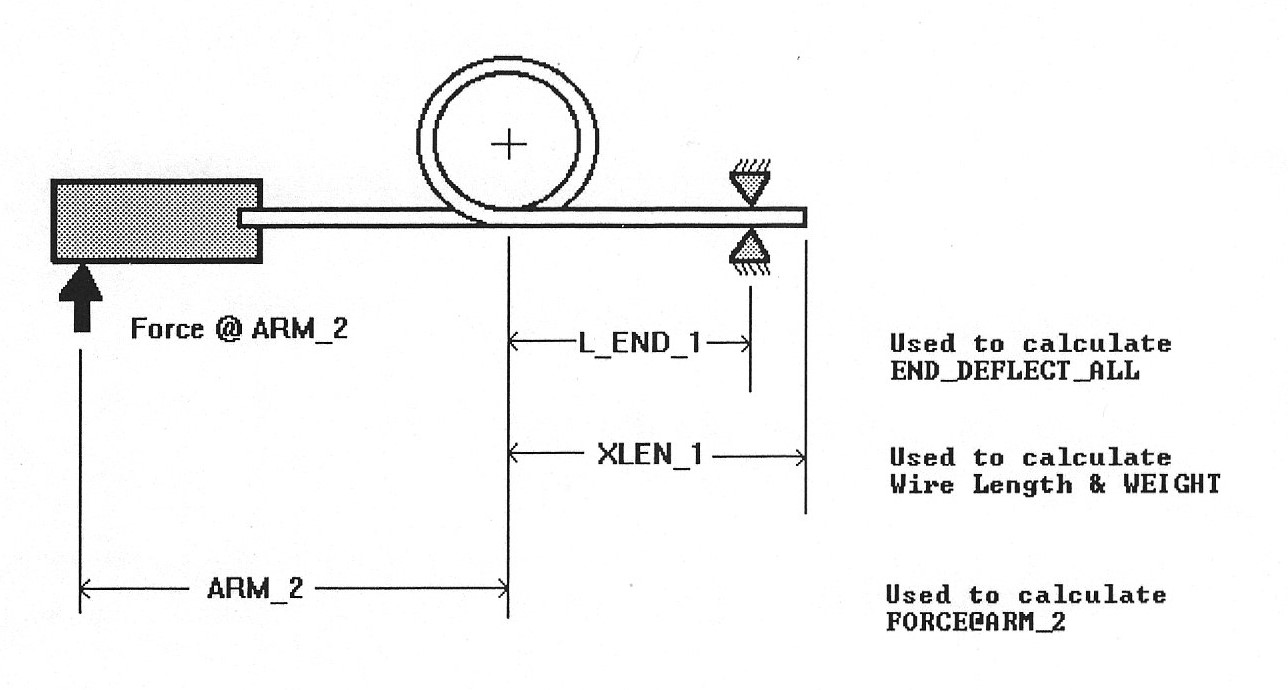 Force @ ARM_2
L_END_1
Used to calculate
END_DEFLECT_ALL
XLEN_1
Used to calculate
Wire Length & WEIGHT
ARM_2
Used to calculate
FORCE@ARM_2